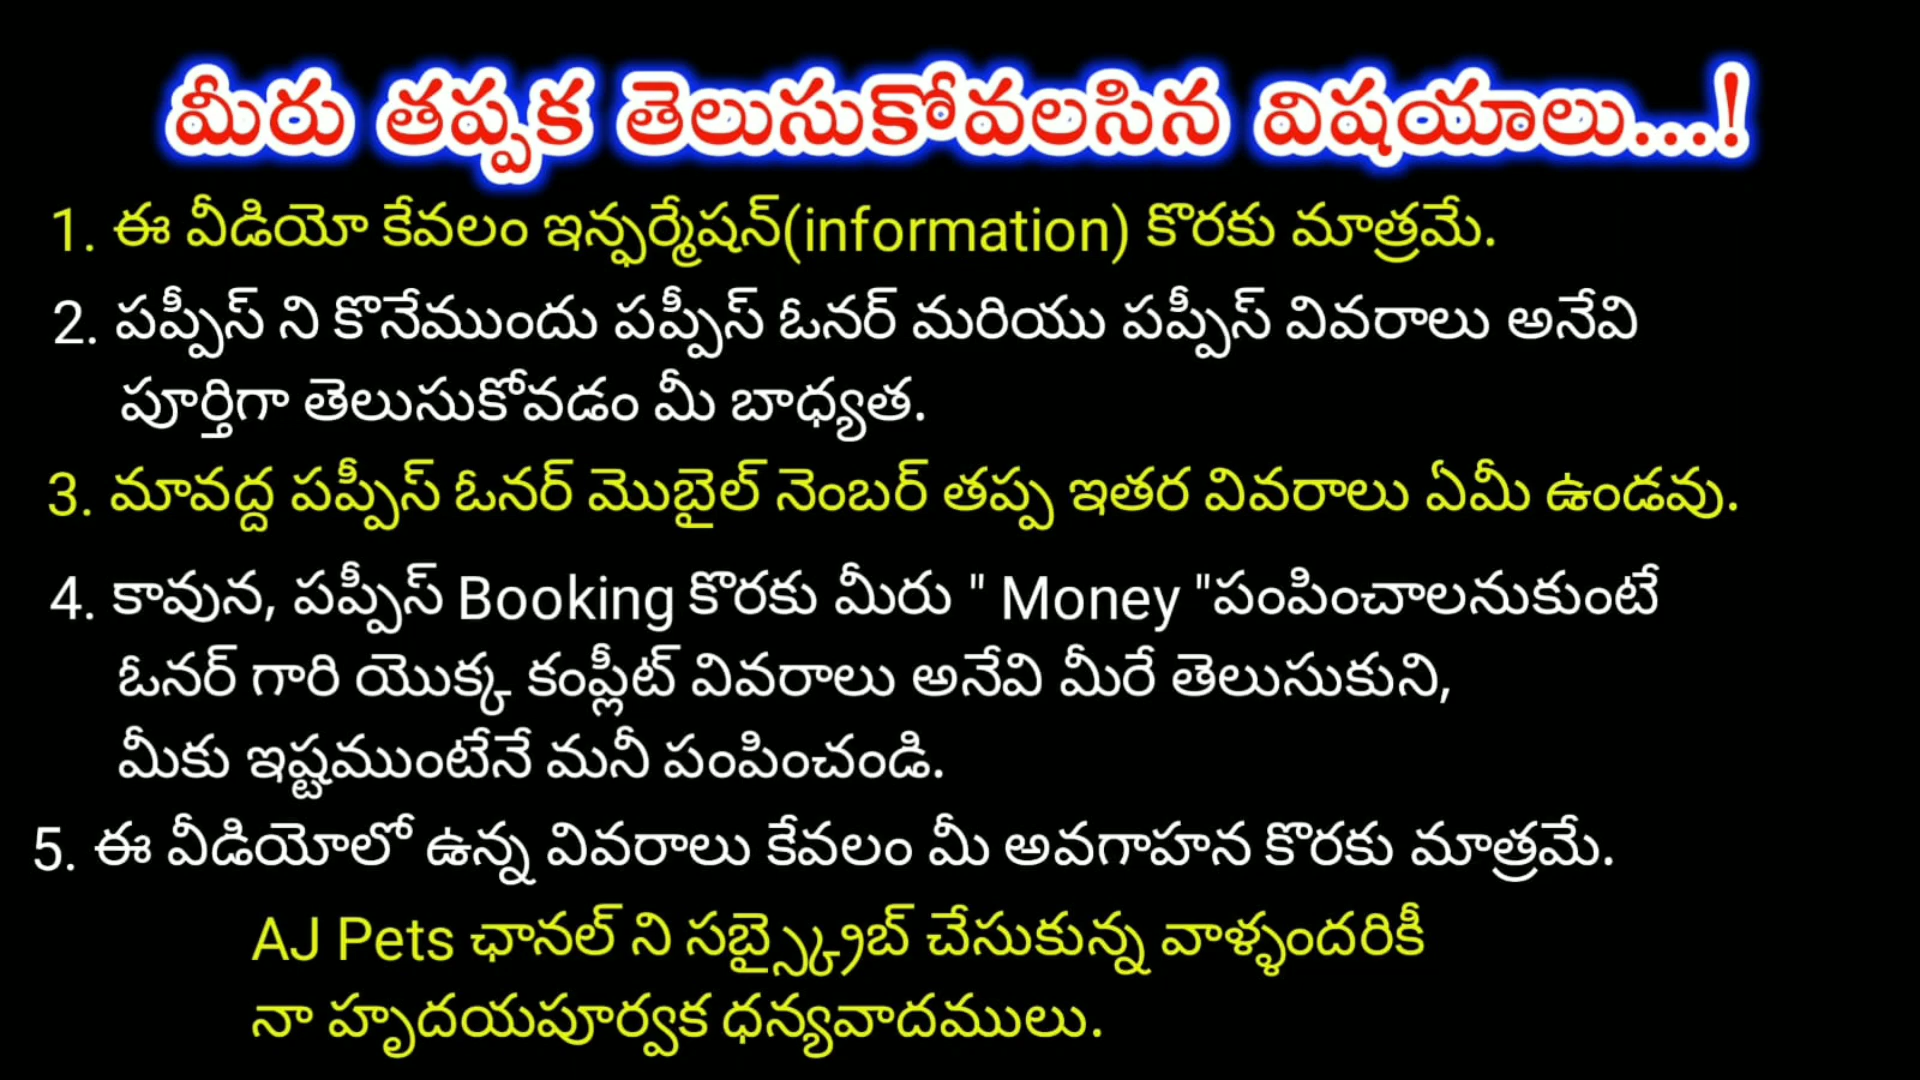 మీరు తప్పక తెలుసుకోవలసిన విషయాలు...!
1. ఈ వీడియో కేవలం ఇన్ఫర్మేషన్(information) కొరకు మాత్రమే.
2. పప్పీస్ ని కొనేముందు పప్పీస్ ఓనర్ మరియు పప్పీస్ వివరాలు అనేవి
పూర్తిగా తెలుసుకోవడం మీ బాధ్యత.
3. మావద్ద పప్పీస్ ఓనర్ మొబైల్ నెంబర్ తప్ప ఇతర వివరాలు ఏమీ ఉండవు.
4. కావున, పప్పీస్ Booking కొరకు మీరు " Money "పంపించాలనుకుంటే
ఓనర్ గారి యొక్క కంప్లీట్ వివరాలు అనేవి మీరే తెలుసుకుని,
మీకు ఇష్టముంటేనే మనీ పంపించండి.
5. ఈ వీడియోలో ఉన్న వివరాలు కేవలం మీ అవగాహన కొరకు మాత్రమే.
AJ Pets ఛానల్ ని సబ్స్క్రైబ్ చేసుకున్న వాళ్ళందరికీ
నా హృదయపూర్వక ధన్యవాదములు.